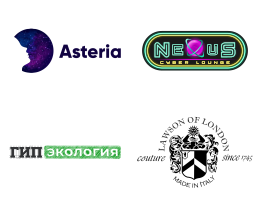 Asteria
NEXUS
CYBER LOUNGE
ГИП ЭКОЛОГИЯ
LAWSON OF LONDON
couture since 1745
MADE IN ITALY